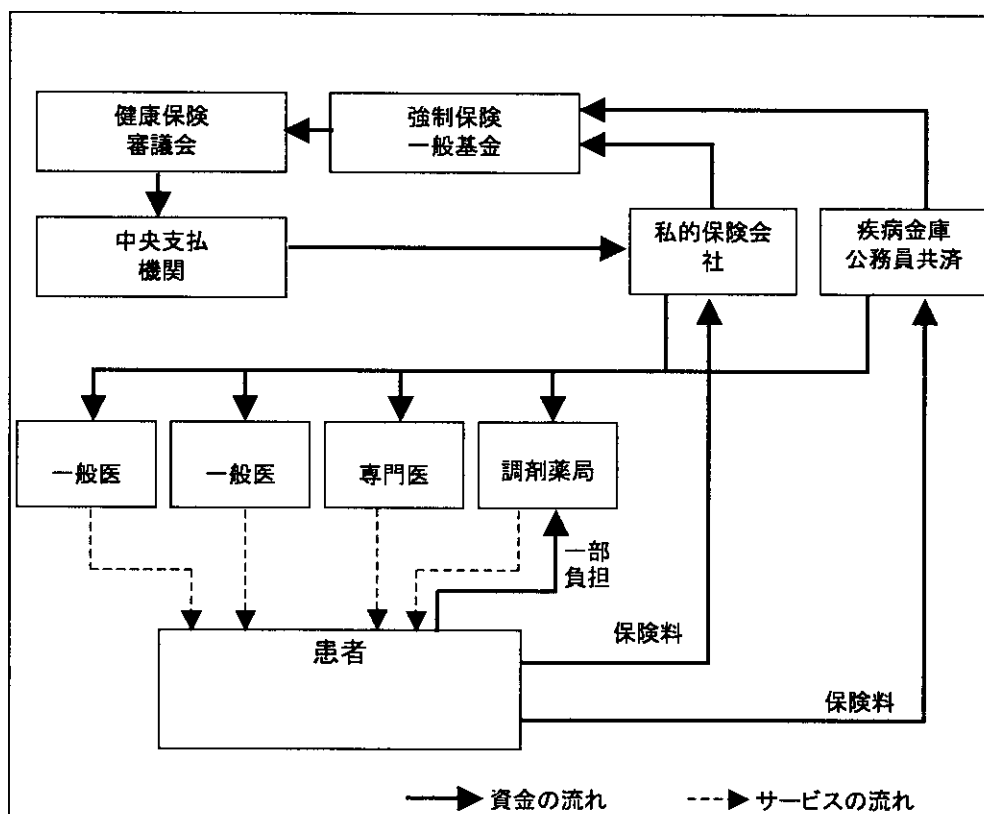 健康保険
審議会
強制保険
一般基金
中央支払
機関
私的保険会
社
疾病金庫
公務員共済
一般医
一般医
専門医
調剤薬局
一部
負担
患者
保険料
保険料
資金の流れ
サービスの流れ